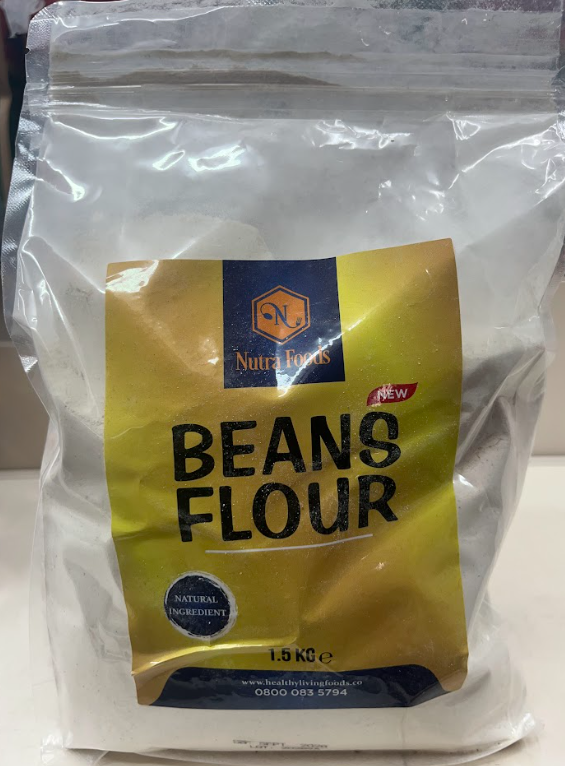 N
Nutra Foods
NEW
BEANS
FLOUR
NATURAL
INGREDIENT
1.5 KG e
www.healthylivingfoods.co
0800 083 5794